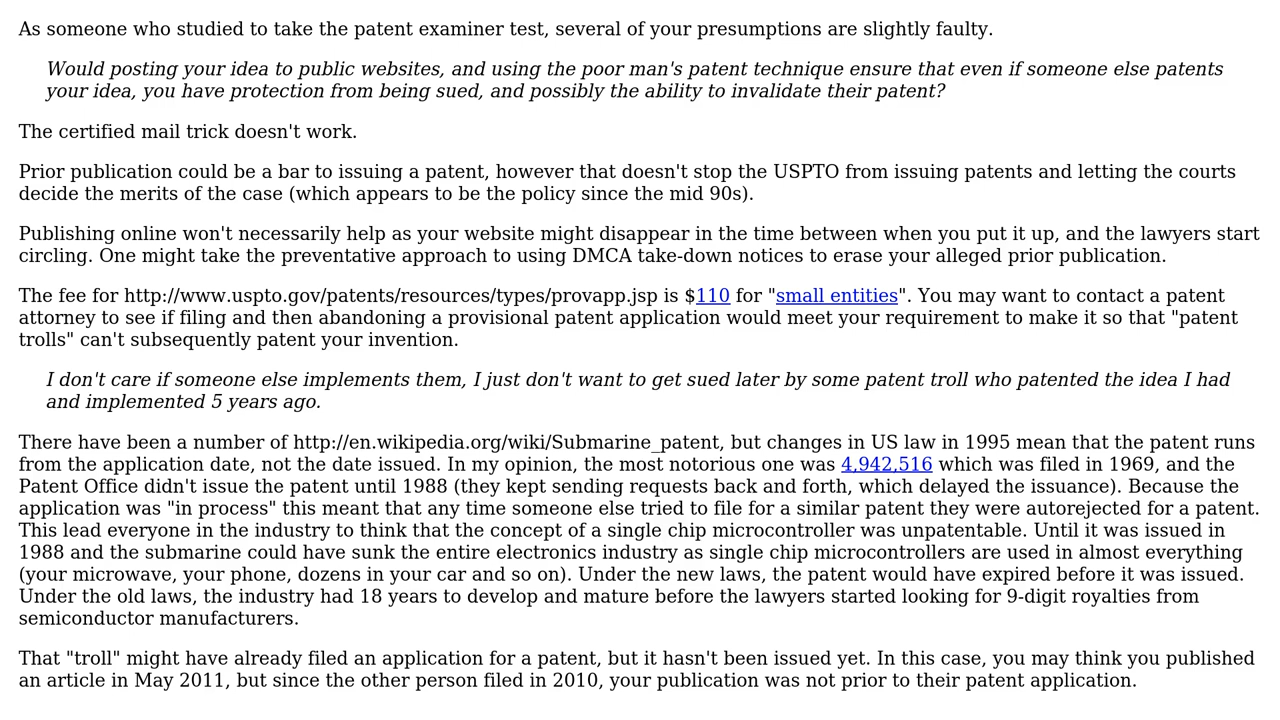 As someone who studied to take the patent examiner test, several of your presumptions are slightly faulty.
Would posting your idea to public websites, and using the poor man's patent technique ensure that even if someone else patents
your idea, you have protection from being sued, and possibly the ability to invalidate their patent?
The certified mail trick doesn't work.
Prior publication could be a bar to issuing a patent, however that doesn't stop the USPTO from issuing patents and letting the courts
decide the merits of the case (which appears to be the policy since the mid 90s).
Publishing online won't necessarily help as your website might disappear in the time between when you put it up, and the lawyers start
circling. One might take the preventative approach to using DMCA take-down notices to erase your alleged prior publication.
The fee for http://www.uspto.gov/patents/resources/types/provapp.jsp is $110 for "small entities". You may want to contact a patent
attorney to see if filing and then abandoning a provisional patent application would meet your requirement to make it so that "patent
trolls" can't subsequently patent your invention.
I don't care if someone else implements them, I just don't want to get sued later by some patent troll who patented the idea I had
and implemented 5 years ago.
There have been a number of http://en.wikipedia.org/wiki/Submarine_patent, but changes in US law in 1995 mean that the patent runs
from the application date, not the date issued. In my opinion, the most notorious one was 4,942,516 which was filed in 1969, and the
Patent Office didn't issue the patent until 1988 (they kept sending requests back and forth, which delayed the issuance). Because the
application was "in process" this meant that any time someone else tried to file for a similar patent they were autorejected for a patent.
This lead everyone in the industry to think that the concept of a single chip microcontroller was unpatentable. Until it was issued in
1988 and the submarine could have sunk the entire electronics industry as single chip microcontrollers are used in almost everything
(your microwave, your phone, dozens in your car and so on). Under the new laws, the patent would have expired before it was issued.
Under the old laws, the industry had 18 years to develop and mature before the lawyers started looking for 9-digit royalties from
semiconductor manufacturers.
That "troll" might have already filed an application for a patent, but it hasn't been issued yet. In this case, you may think you published
an article in May 2011, but since the other person filed in 2010, your publication was not prior to their patent application.